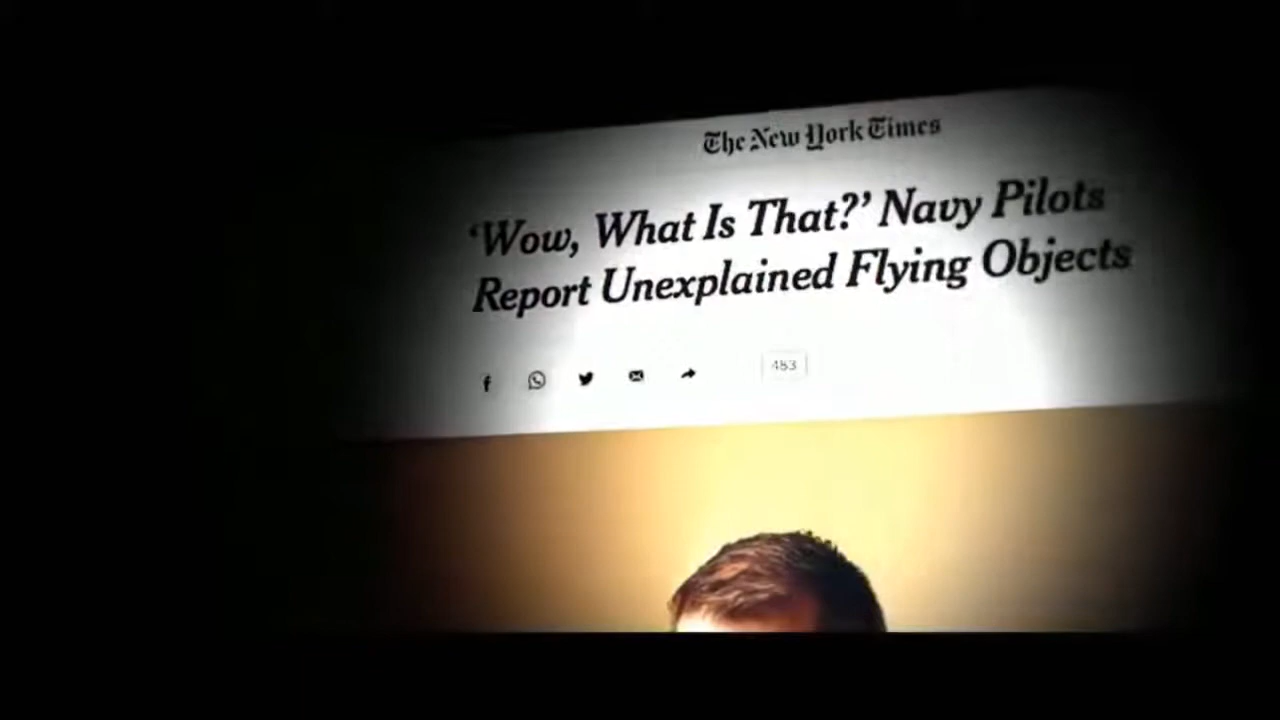 The New York Times
‘Wow, What Is That?’ Navy Pilots
Report Unexplained Flying Objects
453